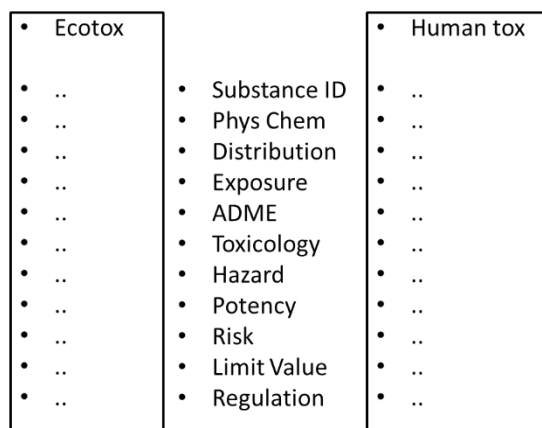 • Ecotox • Human tox
• .. • Substance ID • ..
• .. • Phys Chem • ..
• .. • Distribution • ..
• .. • Exposure • ..
• .. • ADME • ..
• .. • Toxicology • ..
• .. • Hazard • ..
• .. • Potency • ..
• .. • Risk • ..
• .. • Limit Value • ..
• .. • Regulation • ..